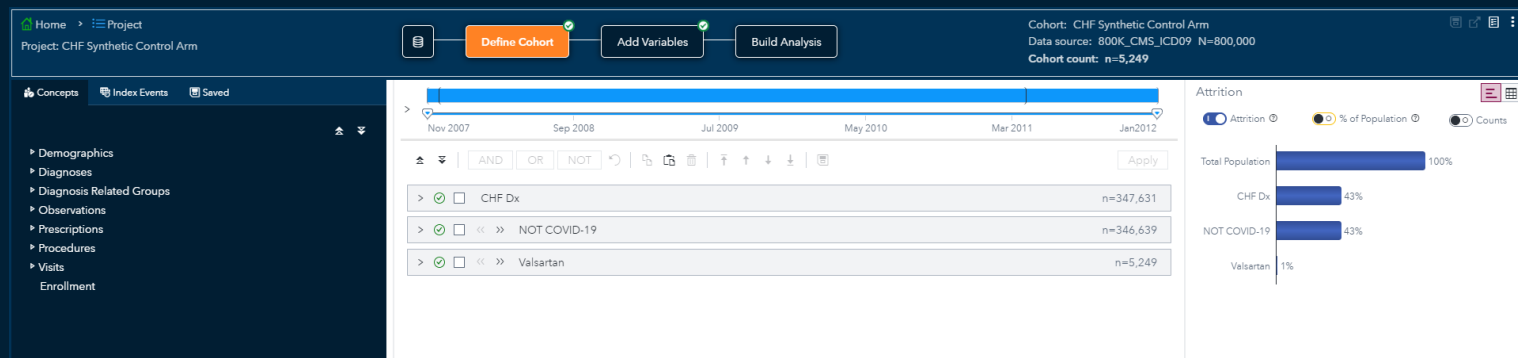 Home > Project
Project: CHF Synthetic Control Arm
Define Cohort
Add Variables
Build Analysis
Cohort: CHF Synthetic Control Arm
Data source: 800K_CMS_ICD09 N=800,000
Cohort count: n=5,249
Concepts
Index Events
Saved
Demographics
Diagnoses
Diagnosis Related Groups
Observations
Prescriptions
Procedures
Visits
Enrollment
Nov 2007 Sep 2008 Jul 2009 May 2010 Mar 2011 Jan2012
AND OR NOT Apply
CHF Dx n=347,631
NOT COVID-19 n=346,639
Valsartan n=5,249
Attrition
Attrition % of Population Counts
Total Population 100%
CHF Dx 43%
NOT COVID-19 43%
Valsartan 1%